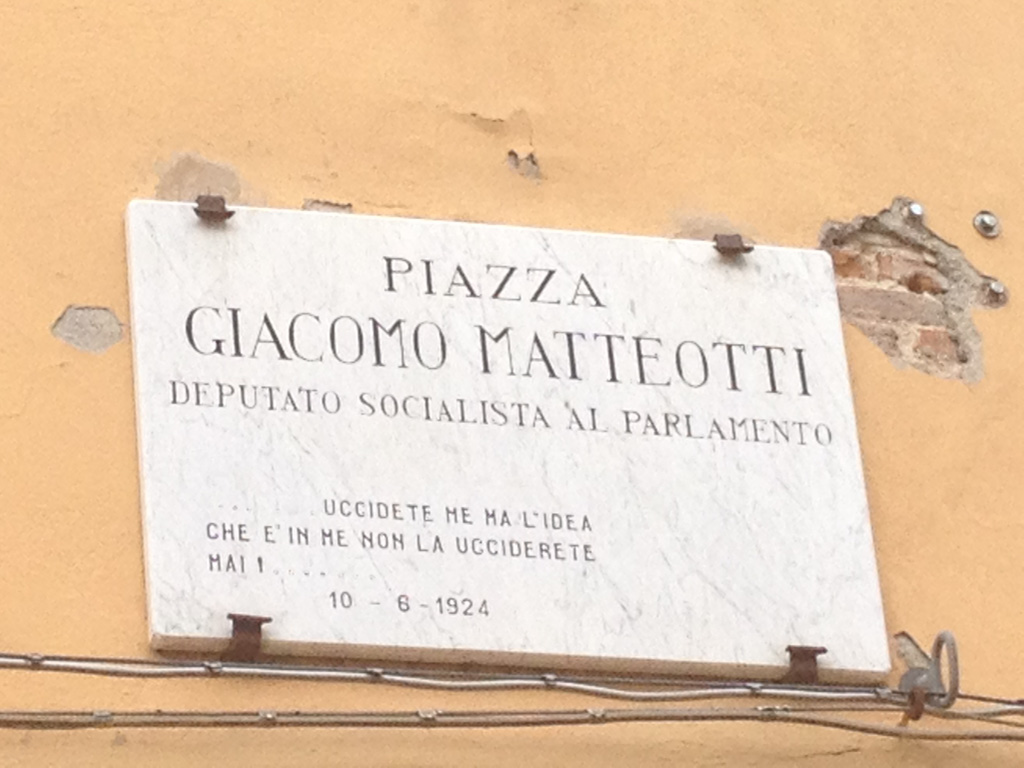 PIAZZA
GIACOMO MATTEOTTI
DEPUTATO SOCIALISTA AL PARLAMENTO
........UCCIDETE ME MA L'IDEA
CHE E' IN ME NON LA UCCIDERETE
MAI !........
10 - 6 - 1924